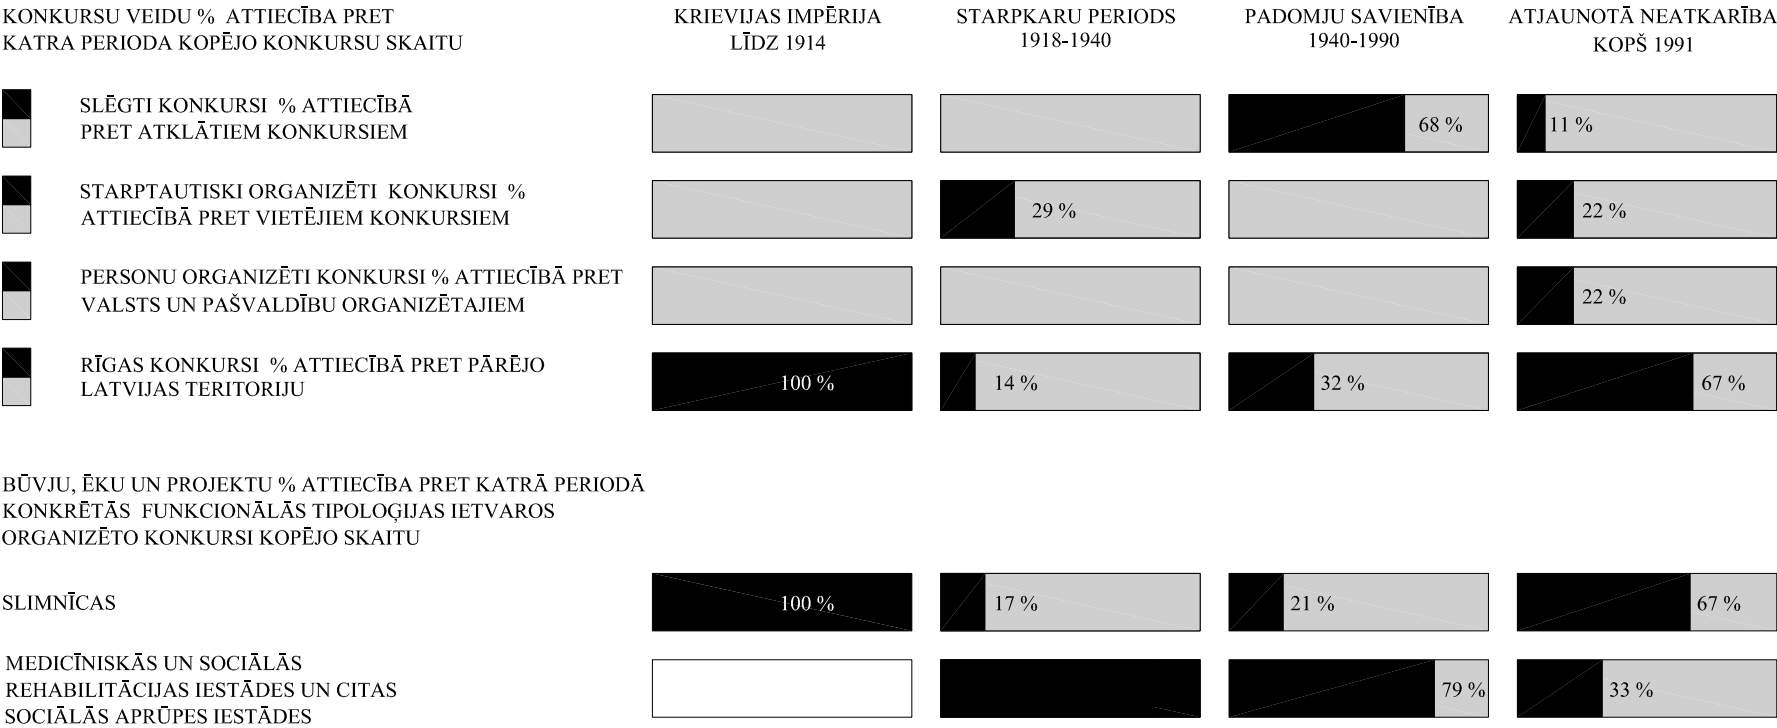 KONKURSU VEIDU % ATTIECĪBA PRET
KATRA PERIODA KOPĒJO KONKURSU SKAITU
KRIEVIJAS IMPĒRIJA
LĪDZ 1914
STARPKARU PERIODS
1918-1940
PADOMJU SAVIENĪBA
1940-1990
ATJAUNOTĀ NEATKARĪBA
KOPŠ 1991
SLĒGTI KONKURSI % ATTIECĪBĀ
PRET ATKLĀTIEM KONKURSIEM
68 %
11 %
STARPTAUTISKI ORGANIZĒTI KONKURSI %
ATTIECĪBĀ PRET VIETĒJIEM KONKURSIEM
29 %
22 %
PERSONU ORGANIZĒTI KONKURSI % ATTIECĪBĀ PRET
VALSTS UN PAŠVALDĪBU ORGANIZĒTAJIEM
22 %
RĪGAS KONKURSI % ATTIECĪBĀ PRET PĀRĒJO
LATVIJAS TERITORIJU
100 %
14 %
32 %
67 %
BŪVJU, ĒKU UN PROJEKTU % ATTIECĪBA PRET KATRĀ PERIODĀ
KONKRĒTĀS FUNKCIONĀLĀS TIPOLOĢIJAS IETVAROS
ORGANIZĒTO KONKURSI KOPĒJO SKAITU
SLIMNĪCAS
100 %
17 %
21 %
67 %
MEDICĪNISKĀS UN SOCIĀLĀS
REHABILITĀCIJAS IESTĀDES UN CITAS
SOCIĀLĀS APRŪPES IESTĀDES
79 %
33 %